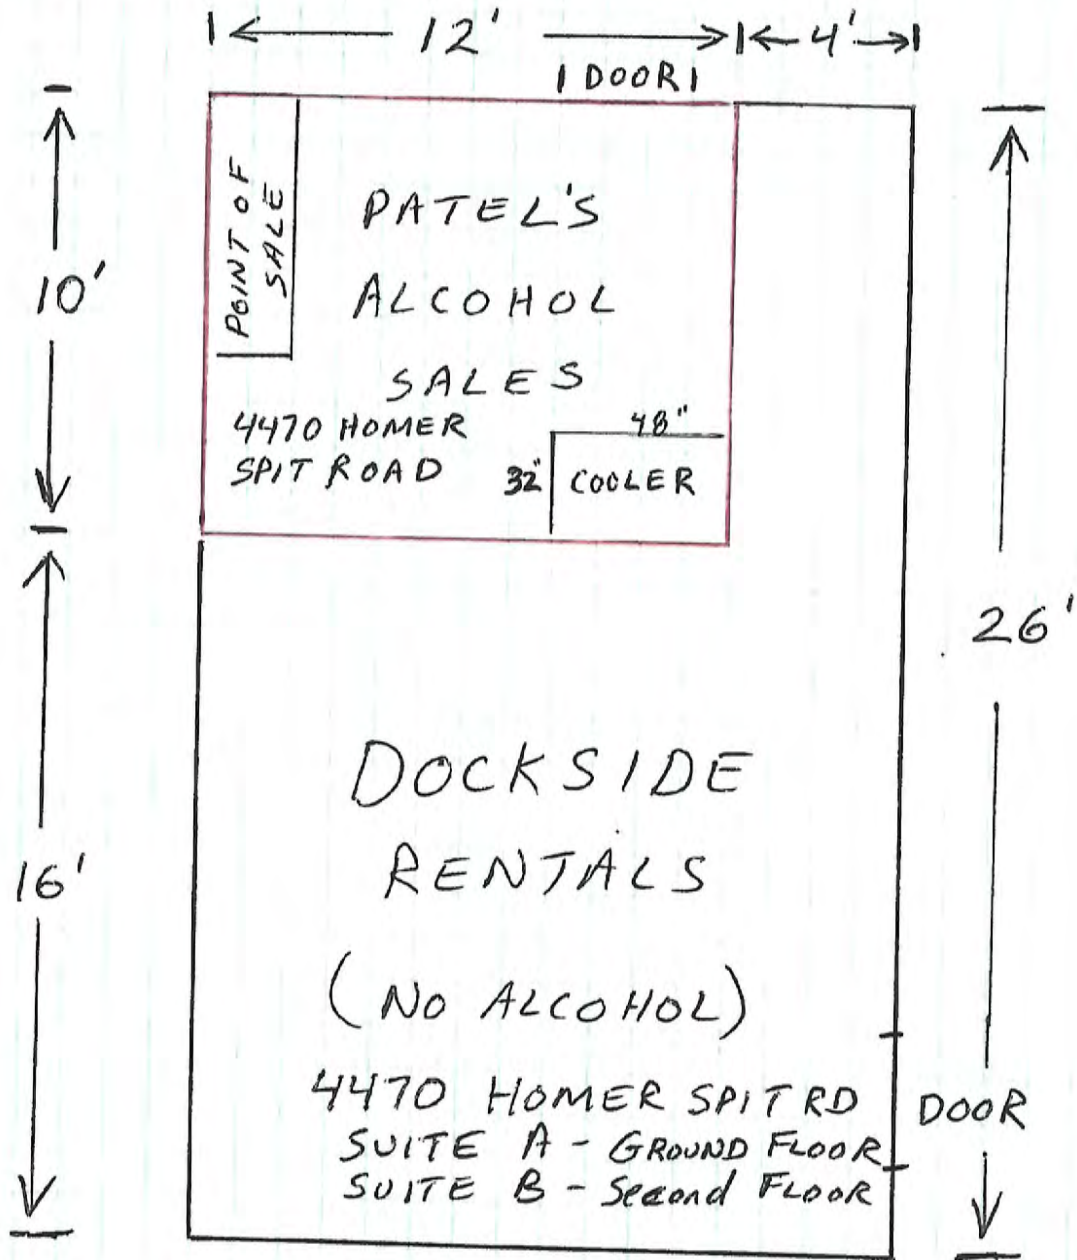 12' 4'
DOOR
POINT OF
SALE
PATEL'S
ALCOHOL
SALES
10'
4470 HOMER
SPIT ROAD
48"
32"
COOLER
26'
DOCKSIDE
RENTALS
16'
(NO ALCOHOL)
4470 HOMER SPIT RD
DOOR
SUITE A - GROUND FLOOR
SUITE B - Second FLOOR